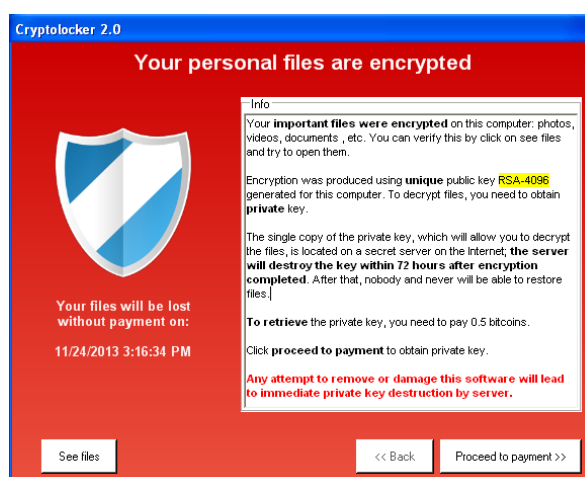 Cryptolocker 2.0
Your personal files are encrypted
Info
Your important files were encrypted on this computer: photos,
videos, documents , etc. You can verify this by click on see files
and try to open them.
Encryption was produced using unique public key RSA-4096
generated for this computer. To decrypt files, you need to obtain
private key.
The single copy of the private key, which will allow you to decrypt
the files, is located on a secret server on the Internet; the server
will destroy the key within 72 hours after encryption
completed. After that, nobody and never will be able to restore
files.
To retrieve the private key, you need to pay 0.5 bitcoins.
Click proceed to payment to obtain private key.
Any attempt to remove or damage this software will lead
to immediate private key destruction by server.
Your files will be lost
without payment on:
11/24/2013 3:16:34 PM
See files
<< Back
Proceed to payment >>